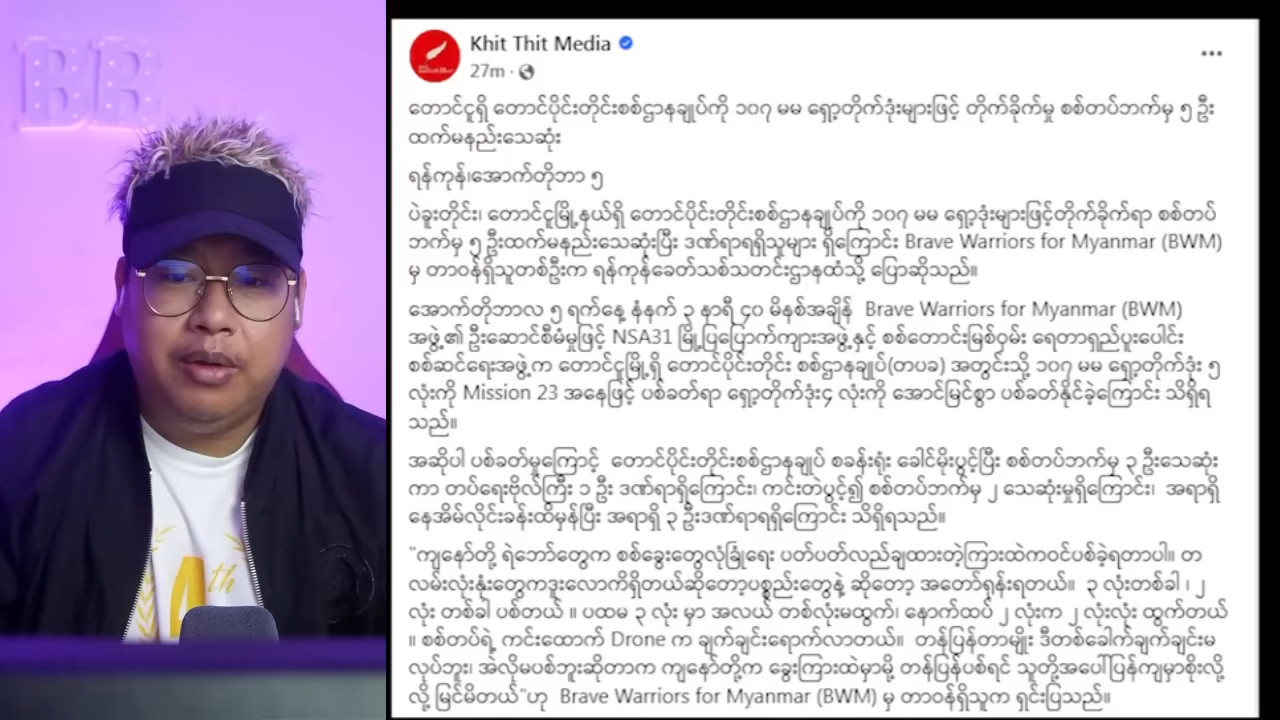 BB
4th
Khit Thit Media
27m
တောင်ငူရှိ တောင်ပိုင်းတိုင်းစစ်ဌာနချုပ်ကို ၁၀၇ မမ ရှော့တိုက်ဒုံးများဖြင့် တိုက်ခိုက်မှု စစ်တပ်ဘက်မှ ၅ ဦး
ထက်မနည်းသေဆုံး
ရန်ကုန်၊အောက်တိုဘာ ၅
ပဲခူးတိုင်း၊ တောင်ငူမြို့နယ်ရှိ တောင်ပိုင်းတိုင်းစစ်ဌာနချုပ်ကို ၁၀၇ မမ ရှော့ဒုံးများဖြင့်တိုက်ခိုက်ရာ စစ်တပ်
ဘက်မှ ၅ ဦးထက်မနည်းသေဆုံးပြီး ဒဏ်ရာရရှိသူများ ရှိကြောင်း Brave Warriors for Myanmar (BWM)
မှ တာဝန်ရှိသူတစ်ဦးက ရန်ကုန်ခေတ်သစ်သတင်းဌာနထံသို့ ပြောဆိုသည်။
အောက်တိုဘာလ ၅ ရက်နေ့ နံနက် ၃ နာရီ ၄၀ မိနစ်အချိန် Brave Warriors for Myanmar (BWM)
အဖွဲ့၏ ဦးဆောင်စီမံမှုဖြင့် NSA31 မြို့ပြပြောက်ကျားအဖွဲ့နှင့် စစ်တောင်းမြစ်ဝှမ်း ရေတာရှည်ပူးပေါင်း
စစ်ဆင်ရေးအဖွဲ့က တောင်ငူမြို့ရှိ တောင်ပိုင်းတိုင်း စစ်ဌာနချုပ်(တပခ) အတွင်းသို့ ၁၀၇ မမ ရှော့တိုက်ဒုံး ၅
လုံးကို Mission 23 အနေဖြင့် ပစ်ခတ်ရာ ရှော့တိုက်ဒုံး၄ လုံးကို အောင်မြင်စွာ ပစ်ခတ်နိုင်ခဲ့ကြောင်း သိရှိရ
သည်။
အဆိုပါ ပစ်ခတ်မှုကြောင့် တောင်ပိုင်းတိုင်းစစ်ဌာနချုပ် စခန်းရုံး ခေါင်မိုးပွင့်ပြီး စစ်တပ်ဘက်မှ ၃ ဦးသေဆုံး
ကာ တပ်ရေးဗိုလ်ကြီး ၁ ဦး ဒဏ်ရာရှိကြောင်း၊ ကင်းတဲပွင့်၍ စစ်တပ်ဘက်မှ ၂ သေဆုံးမှုရှိကြောင်း၊ အရာရှိ
နေအိမ်လိုင်းခန်းထိမှန်ပြီး အရာရှိ ၃ ဦးဒဏ်ရာရရှိကြောင်း သိရှိရသည်။
"ကျနော်တို့ ရဲဘော်တွေက စစ်ခွေးတွေလုံခြုံရေး ပတ်ပတ်လည်ချထားတဲ့ကြားထဲကဝင်ပစ်ခဲ့ရတာပါ။ တ
လမ်းလုံးနှုံးတွေကဒူးလောက်ရှိတယ်ဆိုတော့ပစ္စည်းတွေနဲ့ ဆိုတော့ အတော်ရုန်းရတယ်။ ၃ လုံးတစ်ခါ ၊ ၂
လုံး တစ်ခါ ပစ်တယ် ။ ပထမ ၃ လုံး မှာ အလယ် တစ်လုံးမထွက်၊ နောက်ထပ် ၂ လုံးက ၂ လုံးလုံး ထွက်တယ်
။ စစ်တပ်ရဲ့ ကင်းထောက် Drone က ချက်ချင်းရောက်လာတယ်။ တန်ပြန်တာမျိုး ဒီတစ်ခေါက်ချက်ချင်းမ
လုပ်ဘူး၊ အဲလိုမပစ်ဘူးဆိုတာက ကျနော်တို့က ခွေးကြားထဲမှာမို့ တန်ပြန်ပစ်ရင် သူတို့အပေါ်ပြန်ကျမှာစိုးလို့
လို့ မြင်မိတယ်"ဟု Brave Warriors for Myanmar (BWM) မှ တာဝန်ရှိသူက ရှင်းပြသည်။